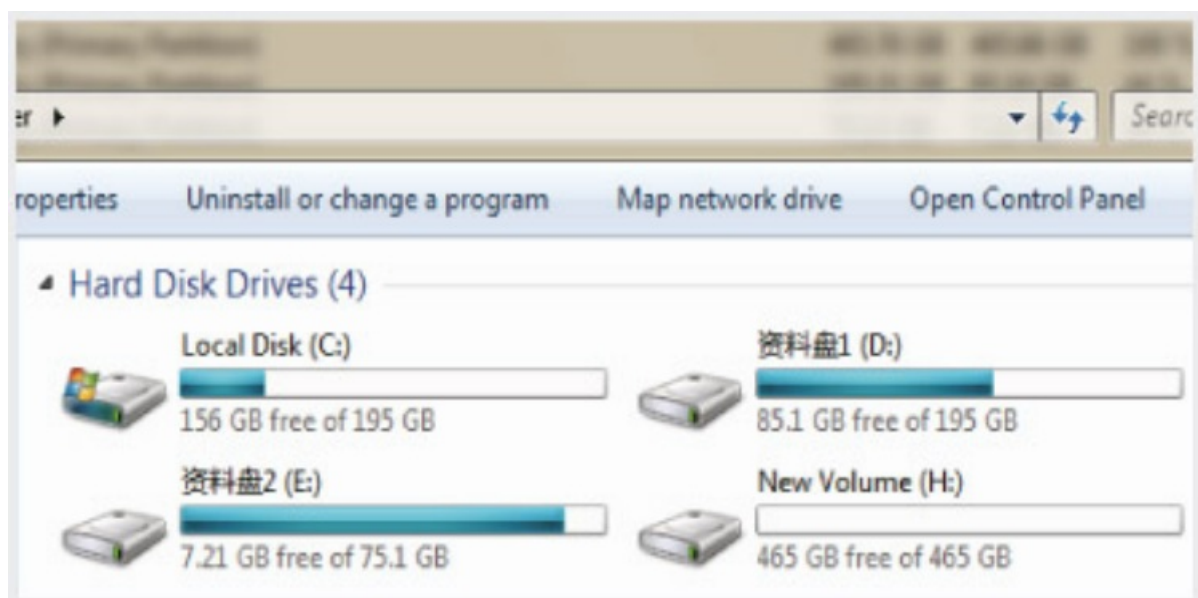 er
Searc
roperties Uninstall or change a program Map network drive Open Control Panel
Hard Disk Drives (4)
Local Disk (C:)
156 GB free of 195 GB
资料盘1 (D:)
85.1 GB free of 195 GB
资料盘2 (E:)
7.21 GB free of 75.1 GB
New Volume (H:)
465 GB free of 465 GB